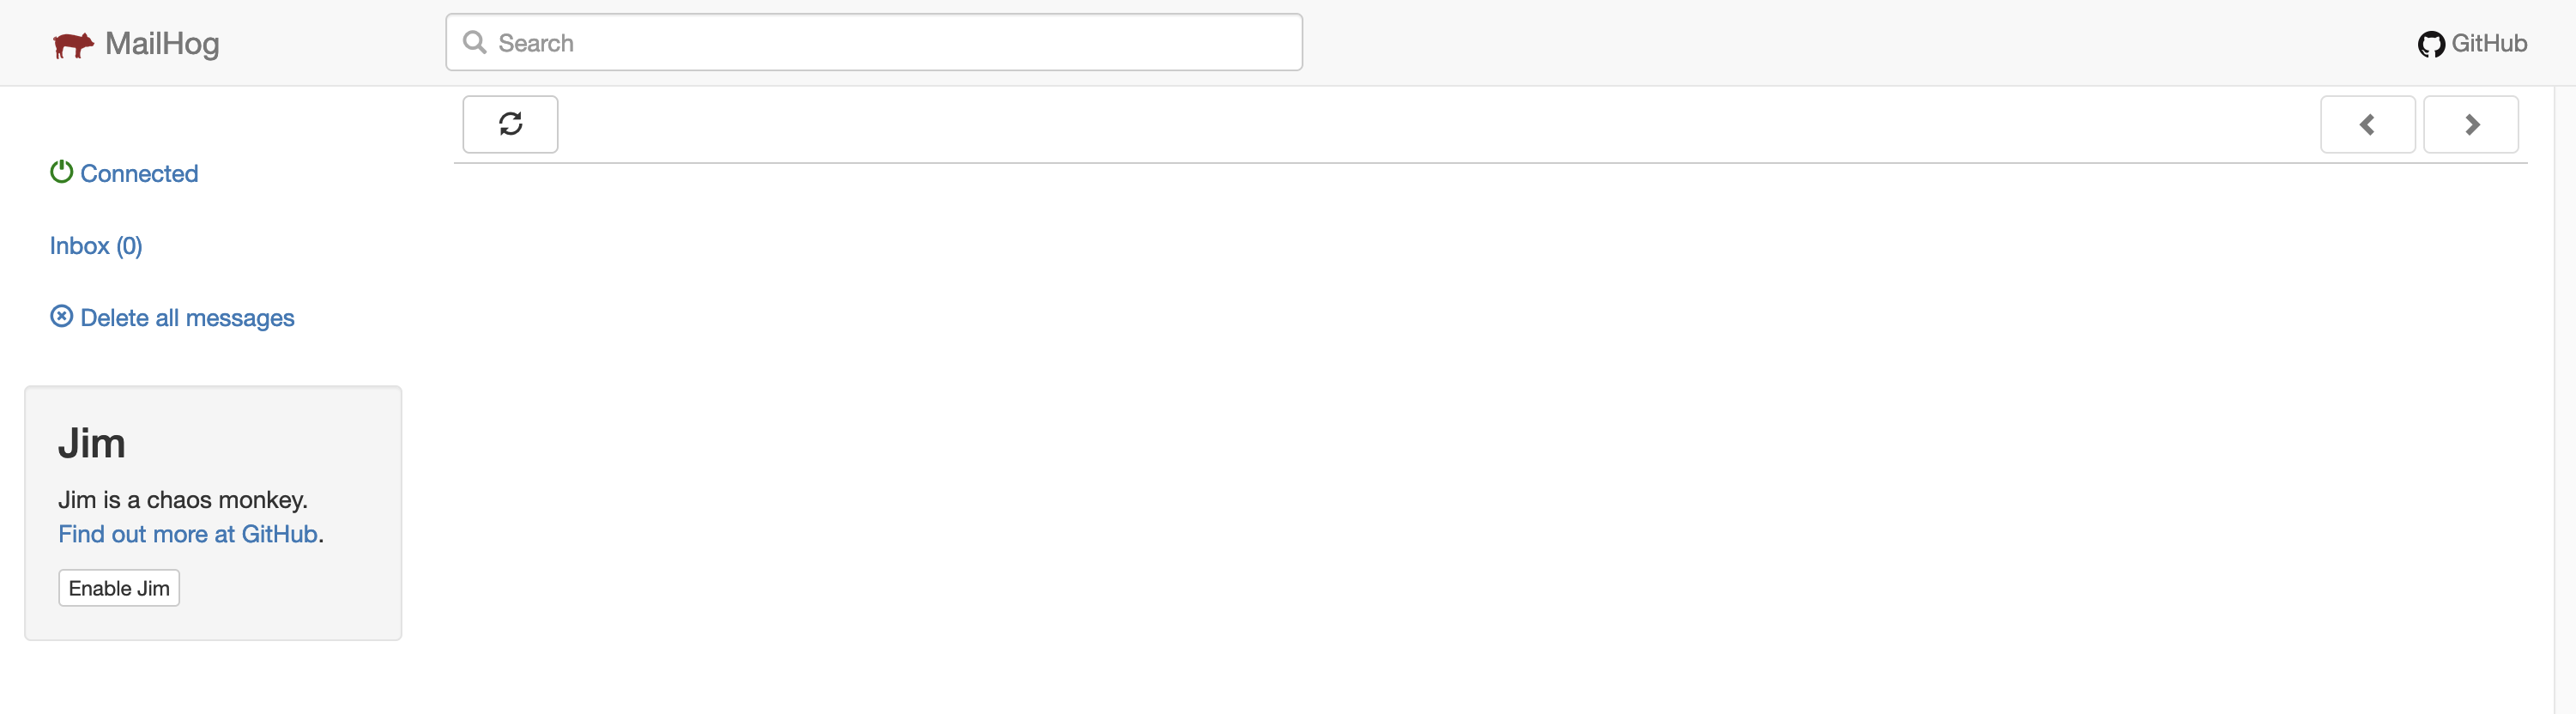 MailHog
Search
GitHub
Connected
Inbox (0)
Delete all messages
Jim
Jim is a chaos monkey.
Find out more at GitHub.
Enable Jim